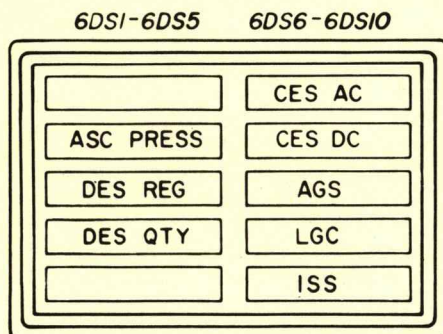 6DS1-6DS5 6DS6-6DS10
CES AC
ASC PRESS CES DC
DES REG AGS
DES QTY LGC
ISS